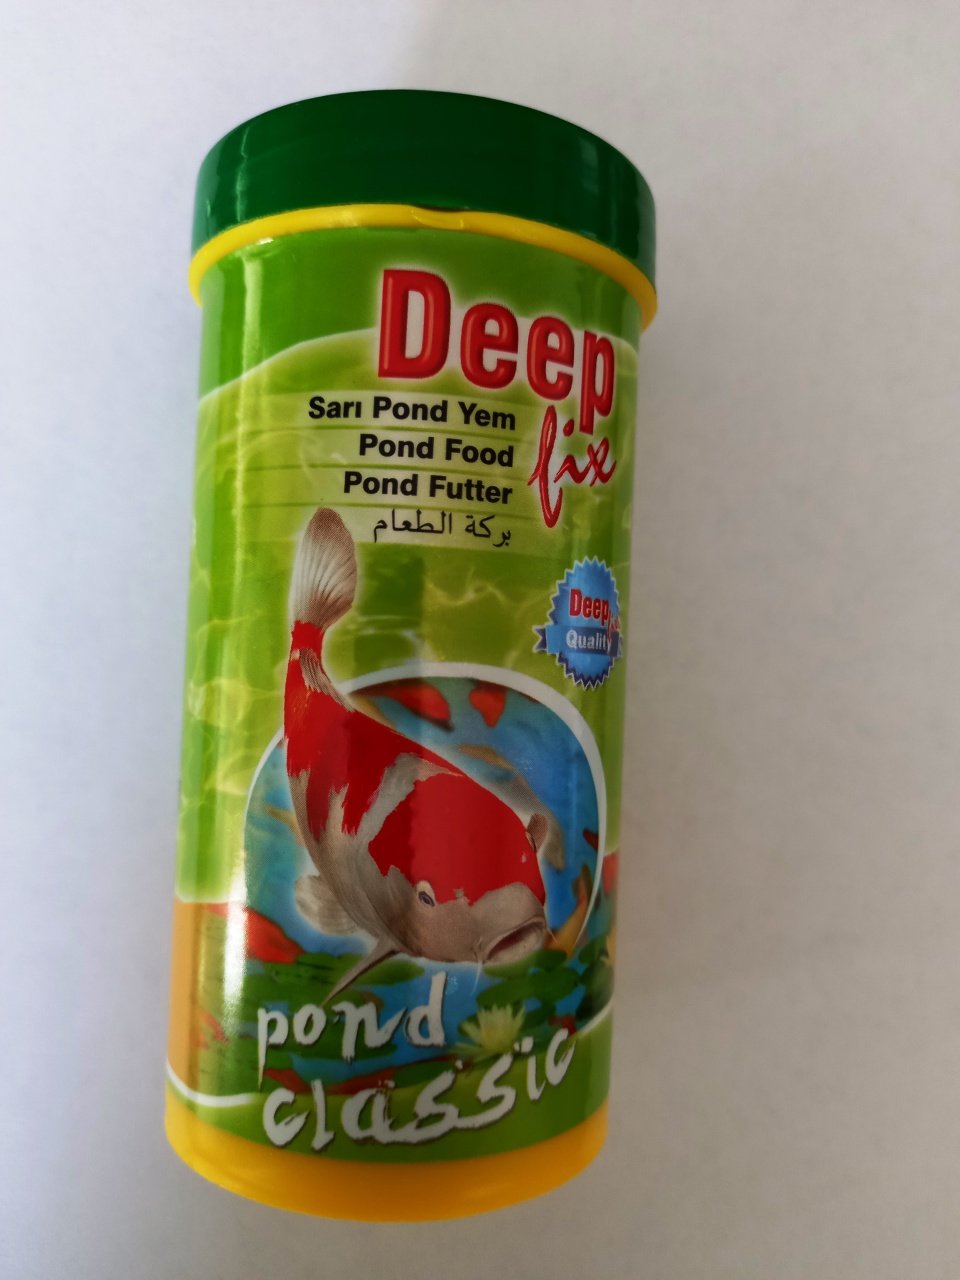 Deep
fix
Sarı Pond Yem
Pond Food
Pond Futter
بركة الطعام
Deep
Quality
pond
classic